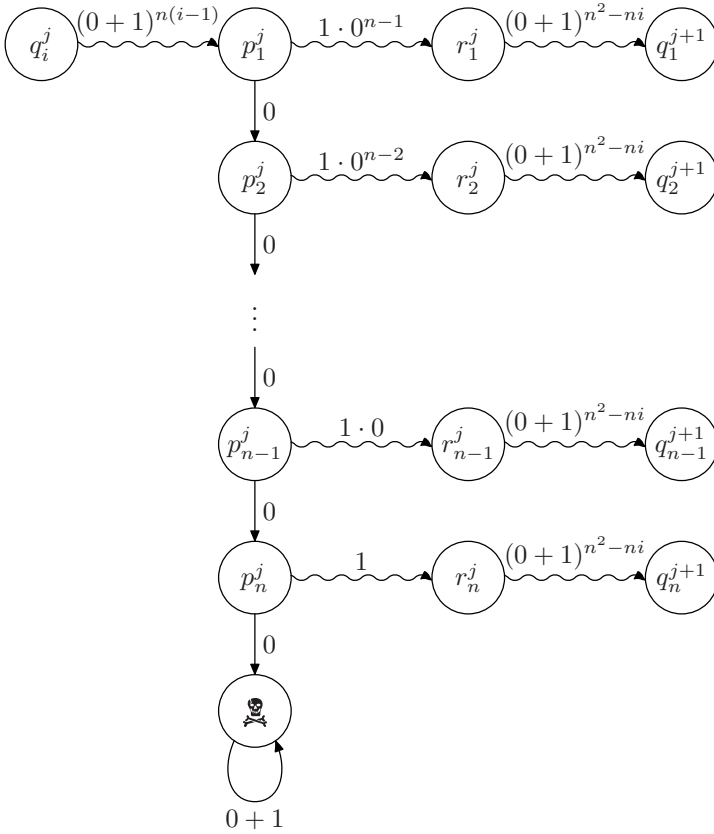 q_i^j (0 + 1)^{n(i−1)} p_1^j 1 · 0^{n−1} r_1^j (0 + 1)^{n^2−ni} q_1^{j+1}
0
p_2^j 1 · 0^{n−2} r_2^j (0 + 1)^{n^2−ni} q_2^{j+1}
0
⋮
0
p_{n−1}^j 1 · 0 r_{n−1}^j (0 + 1)^{n^2−ni} q_{n−1}^{j+1}
0
p_n^j 1 r_n^j (0 + 1)^{n^2−ni} q_n^{j+1}
0
0 + 1